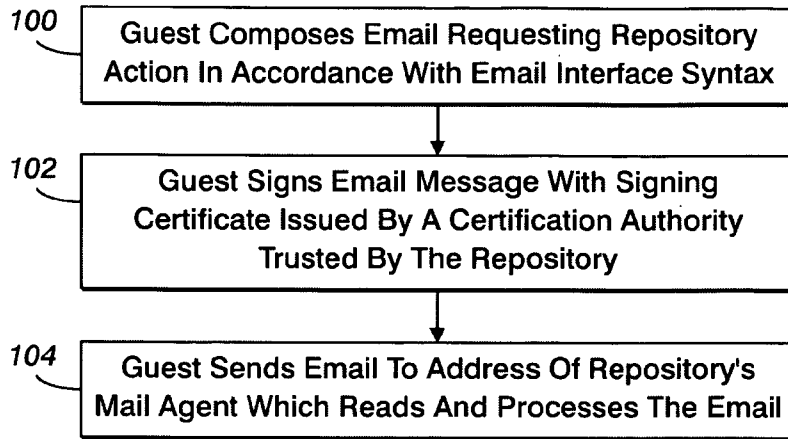 100
Guest Composes Email Requesting Repository
Action In Accordance With Email Interface Syntax
102
Guest Signs Email Message With Signing
Certificate Issued By A Certification Authority
Trusted By The Repository
104
Guest Sends Email To Address Of Repository's
Mail Agent Which Reads And Processes The Email